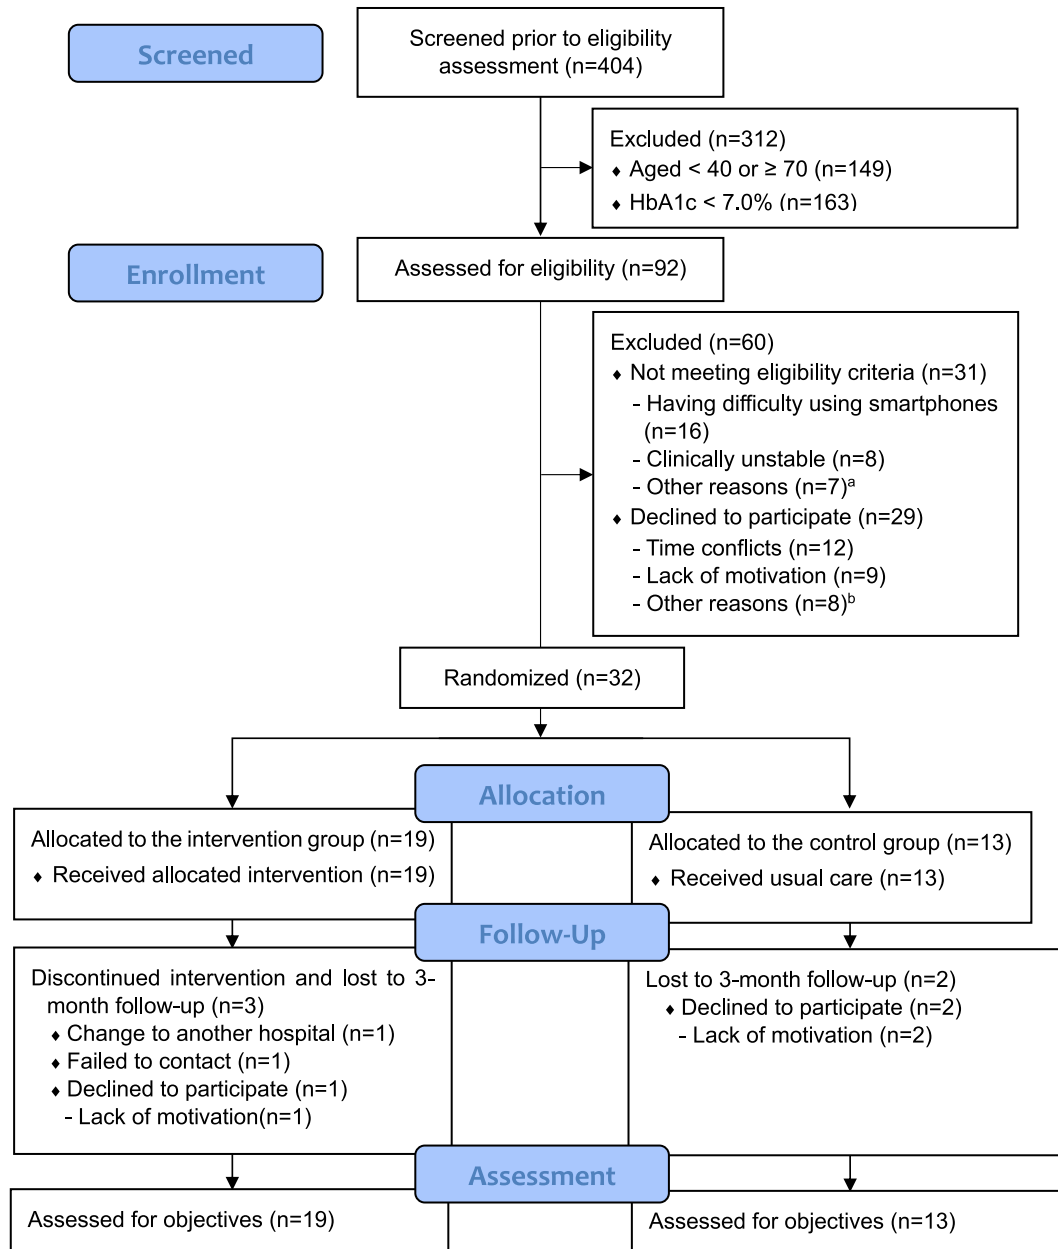 Screened
Screened prior to eligibility
assessment (n=404)
Excluded (n=312)
♦ Aged < 40 or ≥ 70 (n=149)
♦ HbA1c < 7.0% (n=163)
Enrollment
Assessed for eligibility (n=92)
Excluded (n=60)
♦ Not meeting eligibility criteria (n=31)
- Having difficulty using smartphones
(n=16)
- Clinically unstable (n=8)
- Other reasons (n=7)a
♦ Declined to participate (n=29)
- Time conflicts (n=12)
- Lack of motivation (n=9)
- Other reasons (n=8)b
Randomized (n=32)
Allocation
Allocated to the intervention group (n=19)
♦ Received allocated intervention (n=19)
Allocated to the control group (n=13)
♦ Received usual care (n=13)
Follow-Up
Discontinued intervention and lost to 3-
month follow-up (n=3)
♦ Change to another hospital (n=1)
♦ Failed to contact (n=1)
♦ Declined to participate (n=1)
- Lack of motivation(n=1)
Lost to 3-month follow-up (n=2)
♦ Declined to participate (n=2)
- Lack of motivation (n=2)
Assessment
Assessed for objectives (n=19)
Assessed for objectives (n=13)